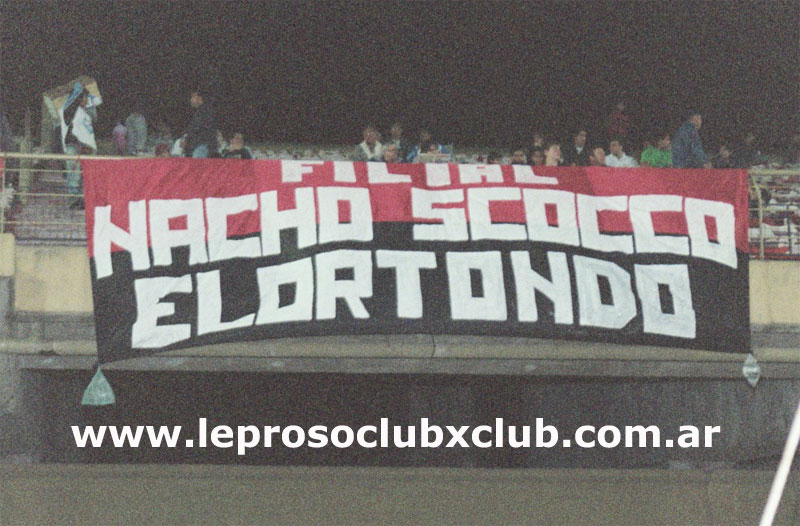 FILIAL
NACHO SCOCCO
ELORTONDO
www.leprosoclubxclub.com.ar